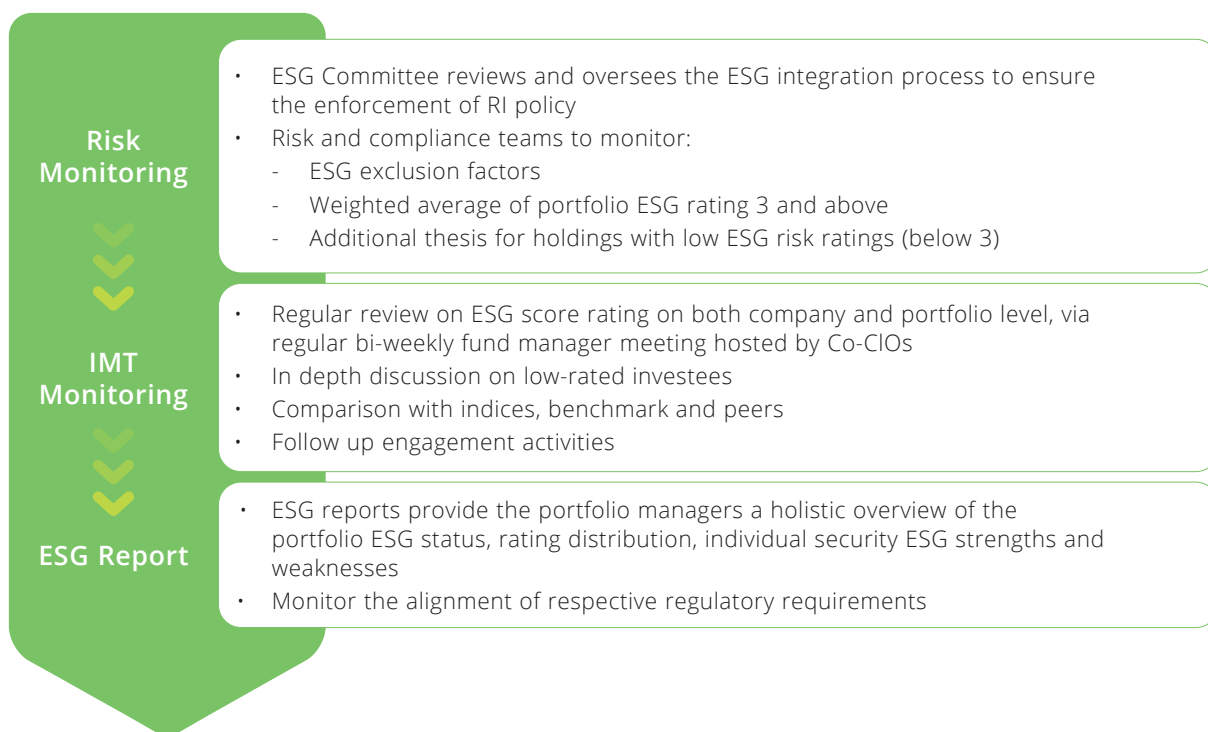 Risk
Monitoring
• ESG Committee reviews and oversees the ESG integration process to ensure
the enforcement of RI policy
• Risk and compliance teams to monitor:
- ESG exclusion factors
- Weighted average of portfolio ESG rating 3 and above
- Additional thesis for holdings with low ESG risk ratings (below 3)
IMT
Monitoring
• Regular review on ESG score rating on both company and portfolio level, via
regular bi-weekly fund manager meeting hosted by Co-CIOs
• In depth discussion on low-rated investees
• Comparison with indices, benchmark and peers
• Follow up engagement activities
ESG Report
• ESG reports provide the portfolio managers a holistic overview of the
portfolio ESG status, rating distribution, individual security ESG strengths and
weaknesses
• Monitor the alignment of respective regulatory requirements